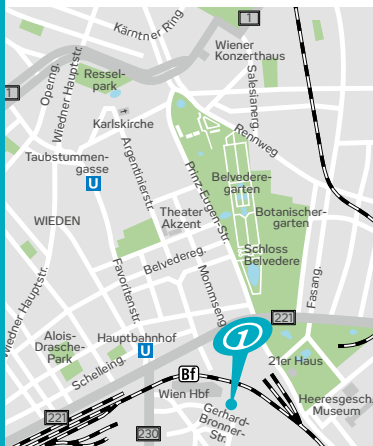 Kärntner Ring
1
Wiener
Konzerthaus
Operng.
Wiedner Hauptstr.
Ressel-
park
Salesianerg.
1
Karlskirche
Rennweg
Taubstummen-
gasse
U
Argentinierstr.
Prinz-Eugen-Str.
Belvedere-
garten
WIEDEN
Theater
Akzent
Botanischer-
garten
Belvedereg.
Schloss
Belvedere
Wiedner Hauptstr.
Favoritenstr.
Mommseng.
Fasang.
221
Alois-
Drasche-
Park
Hauptbahnhof
U
i
21er Haus
Schelleing.
Bf
Wien Hbf
Heeresgesch.
Museum
Gerhard-
Bronner-
Str.
221
230